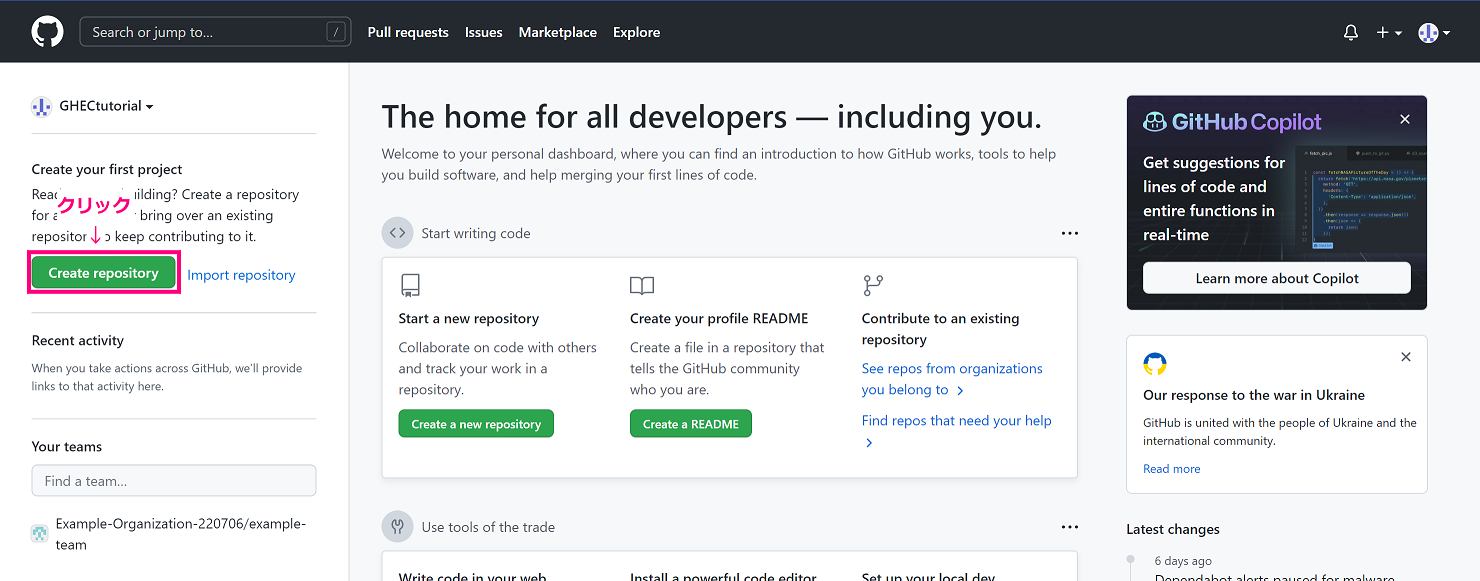 Search or jump to...
/
Pull requests
Issues
Marketplace
Explore
GHECtutorial
Create your first project
building? Create a repository
for bring over an existing
keep contributing to it.
クリック
↓
Create repository
Import repository
Recent activity
When you take actions across GitHub, we'll provide
links to that activity here.
Your teams
Find a team...
Example-Organization-220706/example-
team
The home for all developers — including you.
Welcome to your personal dashboard, where you can find an introduction to how GitHub works, tools to help
you build software, and help merging your first lines of code.
Start writing code
Start a new repository
Collaborate on code with others
and track your work in a
repository.
Create a new repository
Create your profile README
Create a file in a repository that
tells the GitHub community
who you are.
Create a README
Contribute to an existing
repository
See repos from organizations
you belong to
Find repos that need your help
Use tools of the trade
Write code in your web
Install a powerful code editor
Set up your local dev
GitHub Copilot
Get suggestions for
lines of code and
entire functions in
real-time
Learn more about Copilot
Our response to the war in Ukraine
GitHub is united with the people of Ukraine and the
international community.
Read more
Latest changes
6 days ago
Dependabot alerts paused for malware